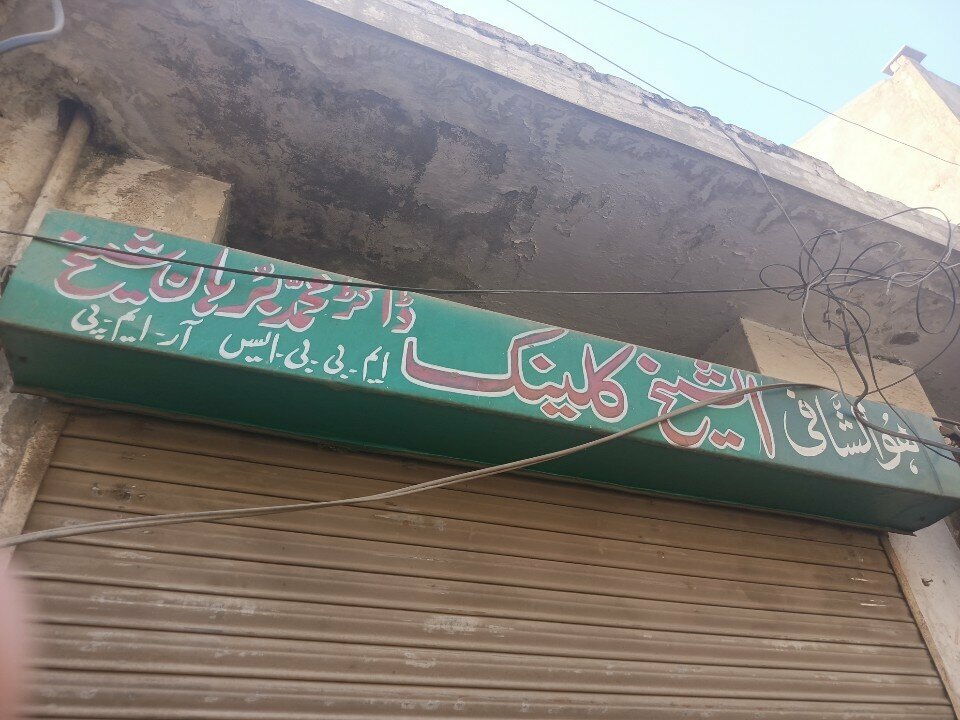 ھوالشافی
الشیخ کلینک
ڈاکٹر محمد برہان شیخ
ایم-بی-بی-ایس آر-ایم-پی